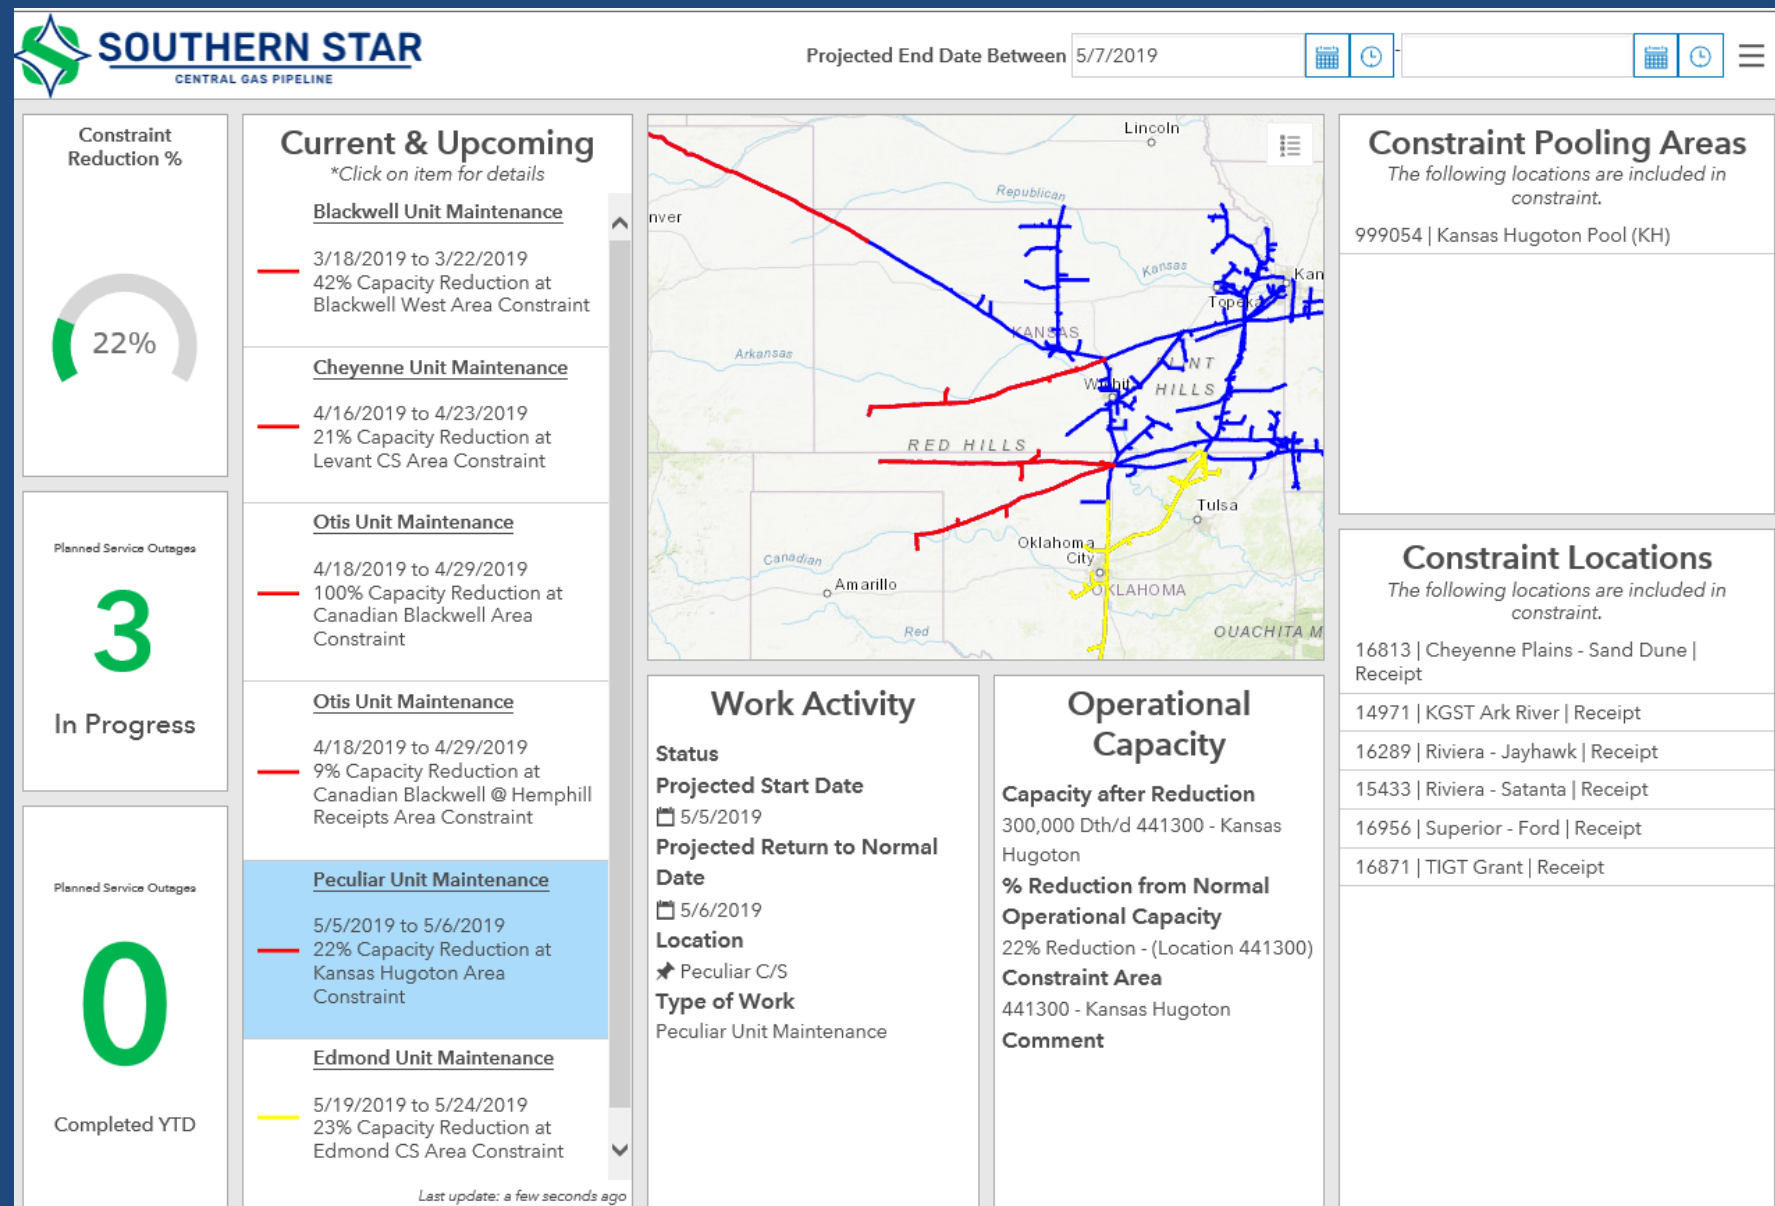 SOUTHERN STAR
CENTRAL GAS PIPELINE
Projected End Date Between 5/7/2019 -
Constraint
Reduction %
22%
Planned Service Outages
3
In Progress
Planned Service Outages
0
Completed YTD
Current & Upcoming
*Click on item for details
Blackwell Unit Maintenance
3/18/2019 to 3/22/2019
42% Capacity Reduction at
Blackwell West Area Constraint
Cheyenne Unit Maintenance
4/16/2019 to 4/23/2019
21% Capacity Reduction at
Levant CS Area Constraint
Otis Unit Maintenance
4/18/2019 to 4/29/2019
100% Capacity Reduction at
Canadian Blackwell Area
Constraint
Otis Unit Maintenance
4/18/2019 to 4/29/2019
9% Capacity Reduction at
Canadian Blackwell @ Hemphill
Receipts Area Constraint
Peculiar Unit Maintenance
5/5/2019 to 5/6/2019
22% Capacity Reduction at
Kansas Hugoton Area
Constraint
Edmond Unit Maintenance
5/19/2019 to 5/24/2019
23% Capacity Reduction at
Edmond CS Area Constraint
Last update: a few seconds ago
Lincoln
Republican
nver
Kansas
Kan
Topeka
KANSAS
Arkansas
FLINT
HILLS
Wichit
RED HILLS
Tulsa
Oklahoma
City
Canadian
Amarillo
OKLAHOMA
Red
OUACHITA M
Work Activity
Status
Projected Start Date
5/5/2019
Projected Return to Normal
Date
5/6/2019
Location
Peculiar C/S
Type of Work
Peculiar Unit Maintenance
Operational
Capacity
Capacity after Reduction
300,000 Dth/d 441300 - Kansas
Hugoton
% Reduction from Normal
Operational Capacity
22% Reduction - (Location 441300)
Constraint Area
441300 - Kansas Hugoton
Comment
Constraint Pooling Areas
The following locations are included in
constraint.
999054 | Kansas Hugoton Pool (KH)
Constraint Locations
The following locations are included in
constraint.
16813 | Cheyenne Plains - Sand Dune |
Receipt
14971 | KGST Ark River | Receipt
16289 | Riviera - Jayhawk | Receipt
15433 | Riviera - Satanta | Receipt
16956 | Superior - Ford | Receipt
16871 | TIGT Grant | Receipt